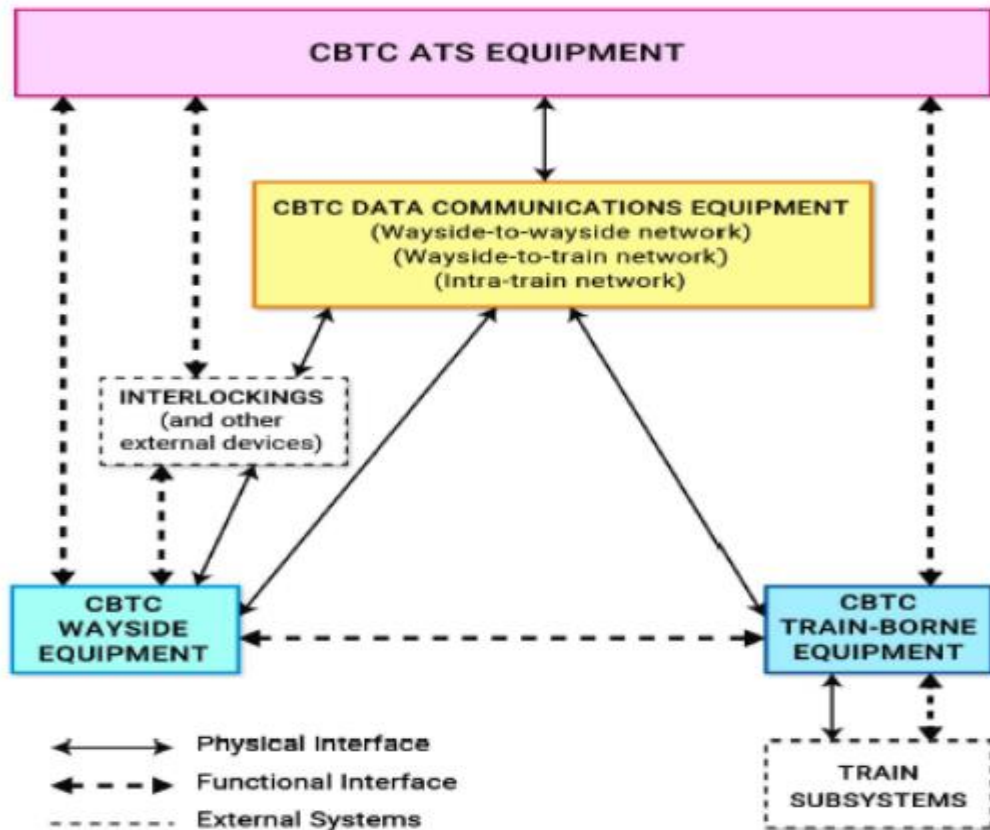 CBTC ATS EQUIPMENT
CBTC DATA COMMUNICATIONS EQUIPMENT
(Wayside-to-wayside network)
(Wayside-to-train network)
(Intra-train network)
INTERLOCKINGS
(and other
external devices)
CBTC
WAYSIDE
EQUIPMENT
CBTC
TRAIN-BORNE
EQUIPMENT
Physical Interface
Functional Interface
External Systems
TRAIN
SUBSYSTEMS